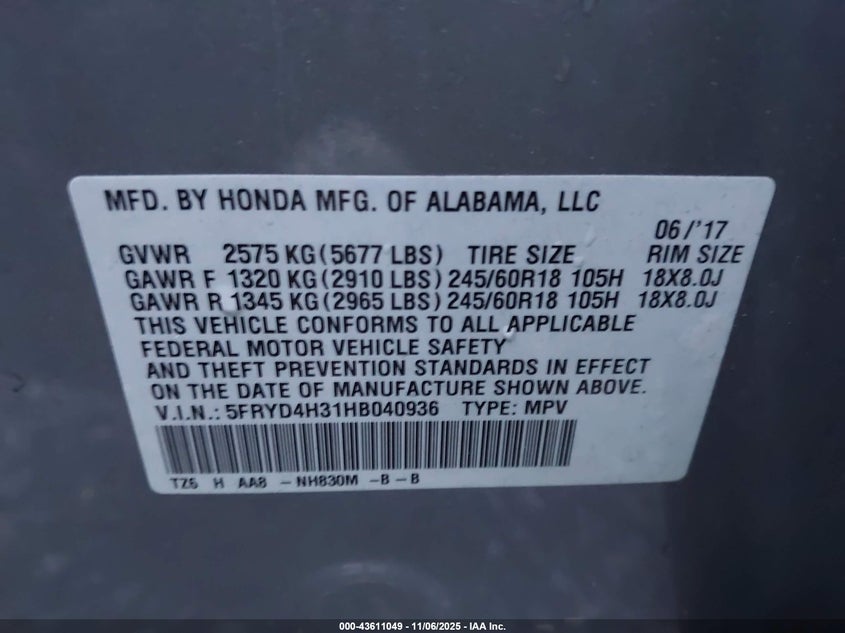 MFD. BY HONDA MFG. OF ALABAMA, LLC
06/'17
GVWR 2575 KG (5677 LBS) TIRE SIZE RIM SIZE
GAWR F 1320 KG (2910 LBS) 245/60R18 105H 18X8.0J
GAWR R 1345 KG (2965 LBS) 245/60R18 105H 18X8.0J
THIS VEHICLE CONFORMS TO ALL APPLICABLE
FEDERAL MOTOR VEHICLE SAFETY
AND THEFT PREVENTION STANDARDS IN EFFECT
ON THE DATE OF MANUFACTURE SHOWN ABOVE.
V.I.N.: 5FRYD4H31HB040936 TYPE: MPV
TZ5 H AA8 -NH830M -B-B
000-43611049 - 11/06/2025 - IAA Inc.